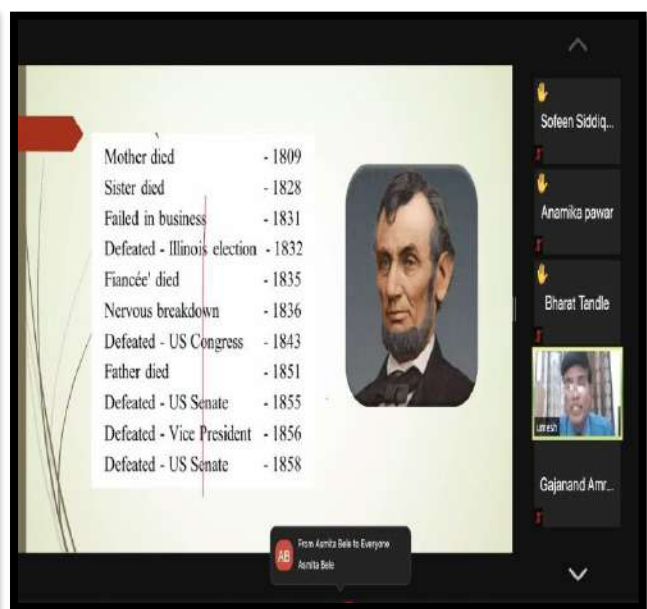 Mother died - 1809
Sister died - 1828
Failed in business - 1831
Defeated - Illinois election - 1832
Fiancée' died - 1835
Nervous breakdown - 1836
Defeated - US Congress - 1843
Father died - 1851
Defeated - US Senate - 1855
Defeated - Vice President - 1856
Defeated - US Senate - 1858
Sofeen Siddiq...
Anamika pawar
Bharat Tandle
umesh
Gajanand Amr...
AB
From Asmita Bele to Everyone
Asmita Bele